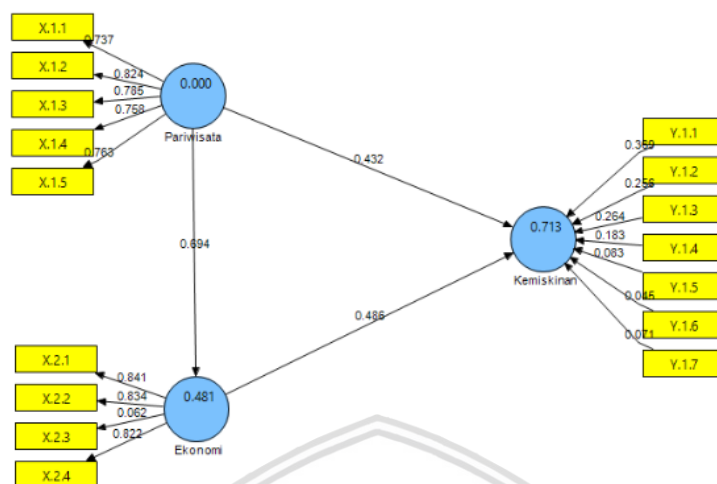 X.1.1
0.737
X.1.2
0.824
X.1.3
0.785
X.1.4
0.758
X.1.5
0.763
0.000
Pariwisata
0.432
0.694
Y.1.1
0.369
Y.1.2
0.256
Y.1.3
0.264
Y.1.4
0.183
Y.1.5
0.083
Y.1.6
0.045
Y.1.7
0.071
0.713
Kemiskinan
0.486
X.2.1
0.841
X.2.2
0.834
X.2.3
0.062
X.2.4
0.822
0.481
Ekonomi